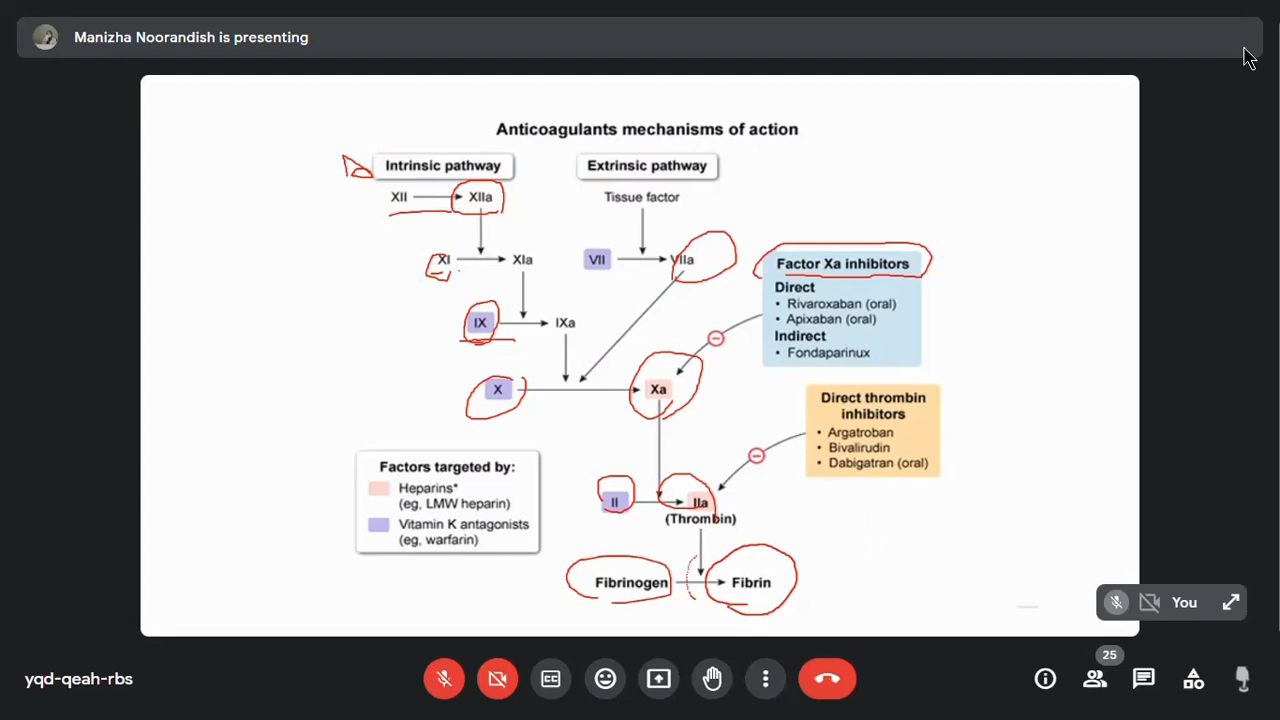 Manizha Noorandish is presenting
Anticoagulants mechanisms of action
Intrinsic pathway
Extrinsic pathway
XII
XIIa
Tissue factor
XI
XIa
VII
VIIa
Factor Xa inhibitors
Direct
• Rivaroxaban (oral)
• Apixaban (oral)
Indirect
• Fondaparinux
IX
IXa
X
Xa
Direct thrombin
inhibitors
• Argatroban
• Bivalirudin
• Dabigatran (oral)
Factors targeted by:
Heparins*
(eg, LMW heparin)
Vitamin K antagonists
(eg, warfarin)
II
IIa
(Thrombin)
Fibrinogen
Fibrin
You
yqd-qeah-rbs
CC
25